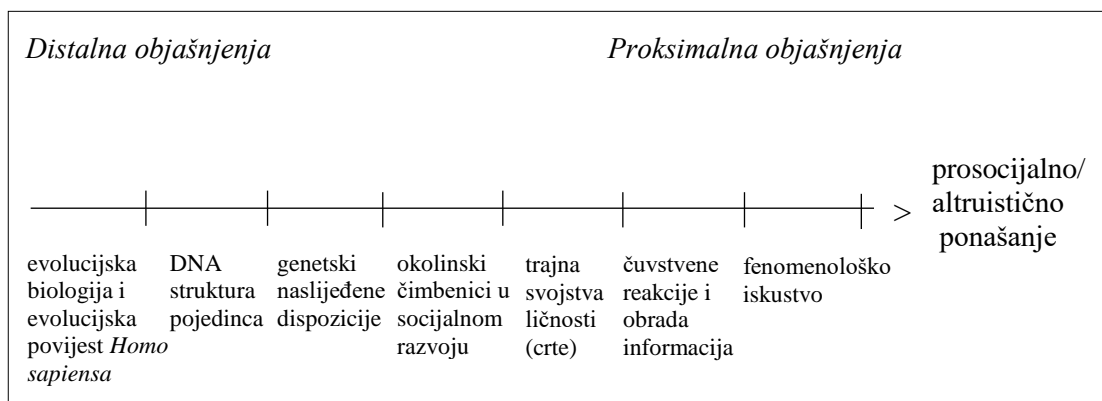 Distalna objašnjenja
Proksimalna objašnjenja
prosocijalno/
altruistično
ponašanje
>
evolucijska
biologija i
evolucijska
povijest Homo
sapiensa
DNA
struktura
pojedinca
genetski
naslijeđene
dispozicije
okolinski
čimbenici u
socijalnom
razvoju
trajna
svojstva
ličnosti
(crte)
čuvstvene
reakcije i
obrada
informacija
fenomenološko
iskustvo